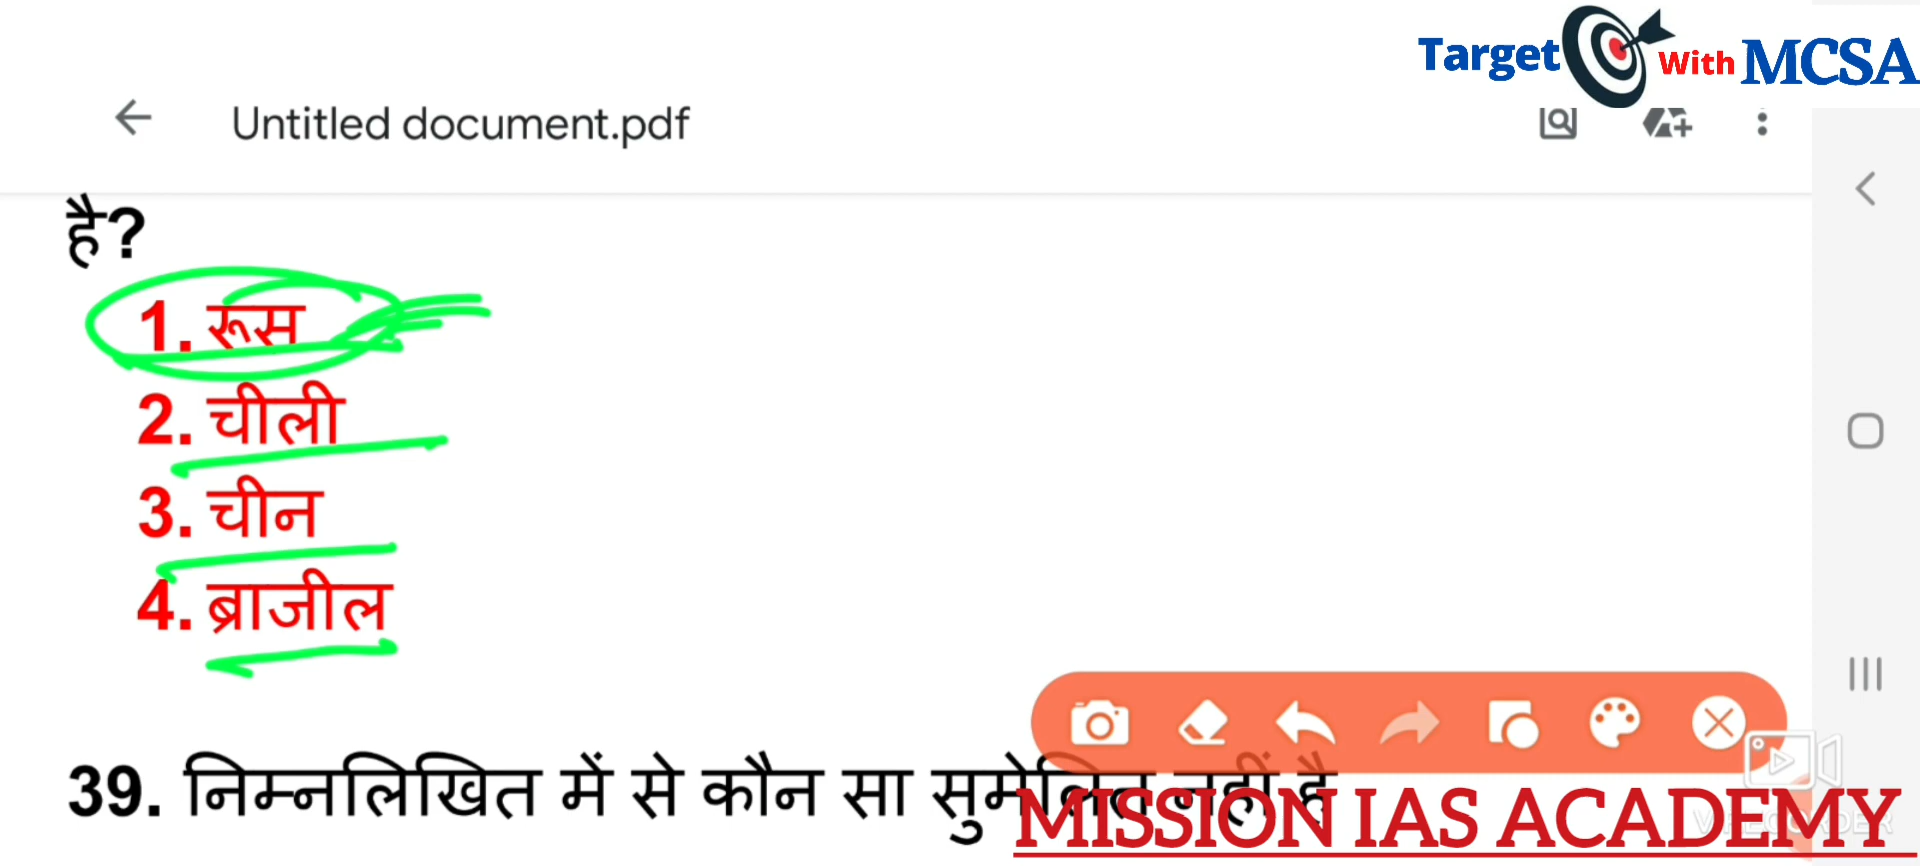 Target With MCSA
Untitled document.pdf
है?
1. रूस
2. चीली
3. चीन
4. ब्राजील
39. निम्नलिखित में से कौन सा सुमेलित नहीं है
MISSION IAS ACADEMY